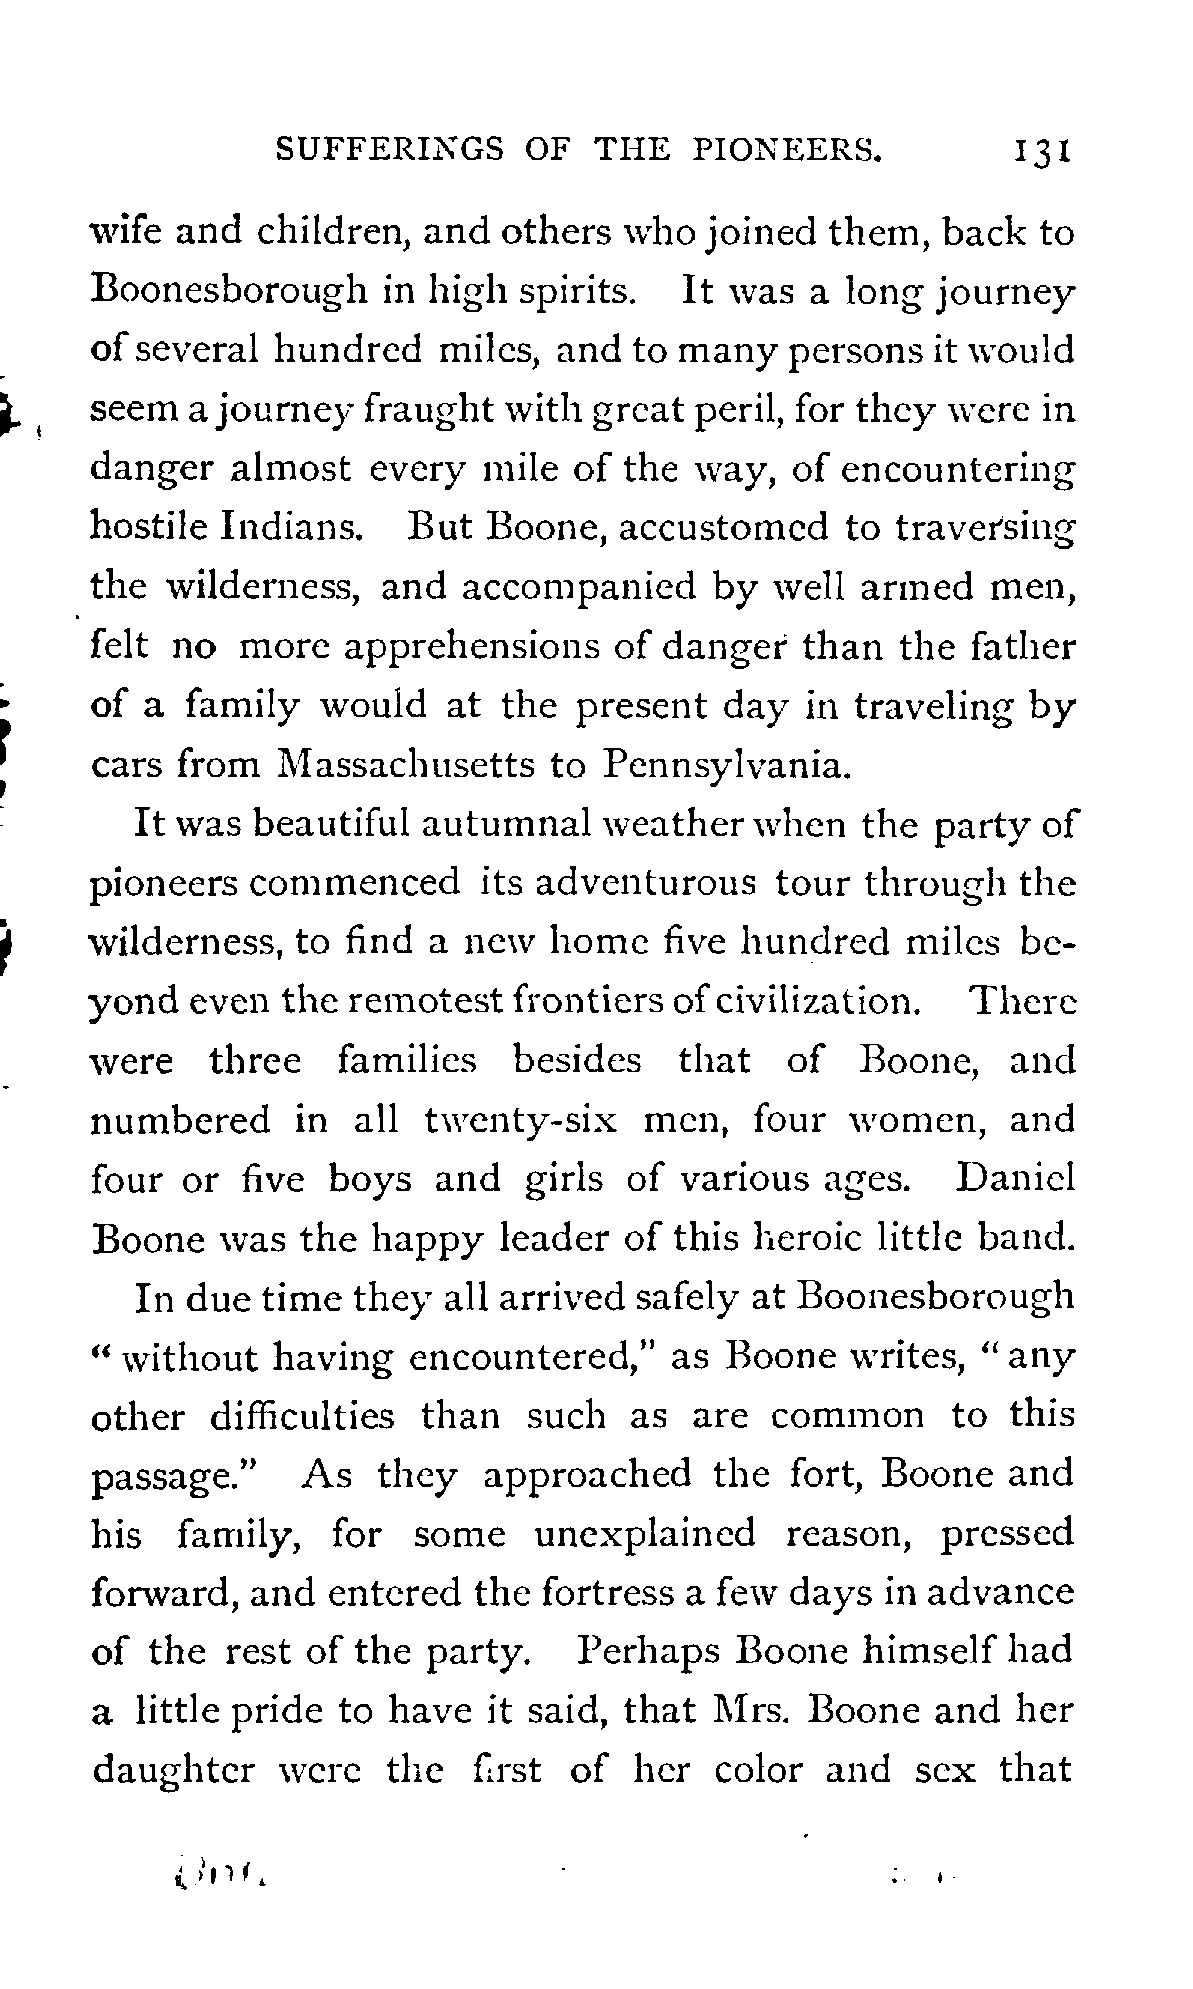 SUFFERINGS OF THE PIONEERS. 131
wife and children, and others who joined them, back to
Boonesborough in high spirits. It was a long journey
of several hundred miles, and to many persons it would
seem a journey fraught with great peril, for they were in
danger almost every mile of the way, of encountering
hostile Indians. But Boone, accustomed to traversing
the wilderness, and accompanied by well armed men,
felt no more apprehensions of danger than the father
of a family would at the present day in traveling by
cars from Massachusetts to Pennsylvania.
It was beautiful autumnal weather when the party of
pioneers commenced its adventurous tour through the
wilderness, to find a new home five hundred miles be-
yond even the remotest frontiers of civilization. There
were three families besides that of Boone, and
numbered in all twenty-six men, four women, and
four or five boys and girls of various ages. Daniel
Boone was the happy leader of this heroic little band.
In due time they all arrived safely at Boonesborough
"without having encountered," as Boone writes, "any
other difficulties than such as are common to this
passage." As they approached the fort, Boone and
his family, for some unexplained reason, pressed
forward, and entered the fortress a few days in advance
of the rest of the party. Perhaps Boone himself had
a little pride to have it said, that Mrs. Boone and her
daughter were the first of her color and sex that